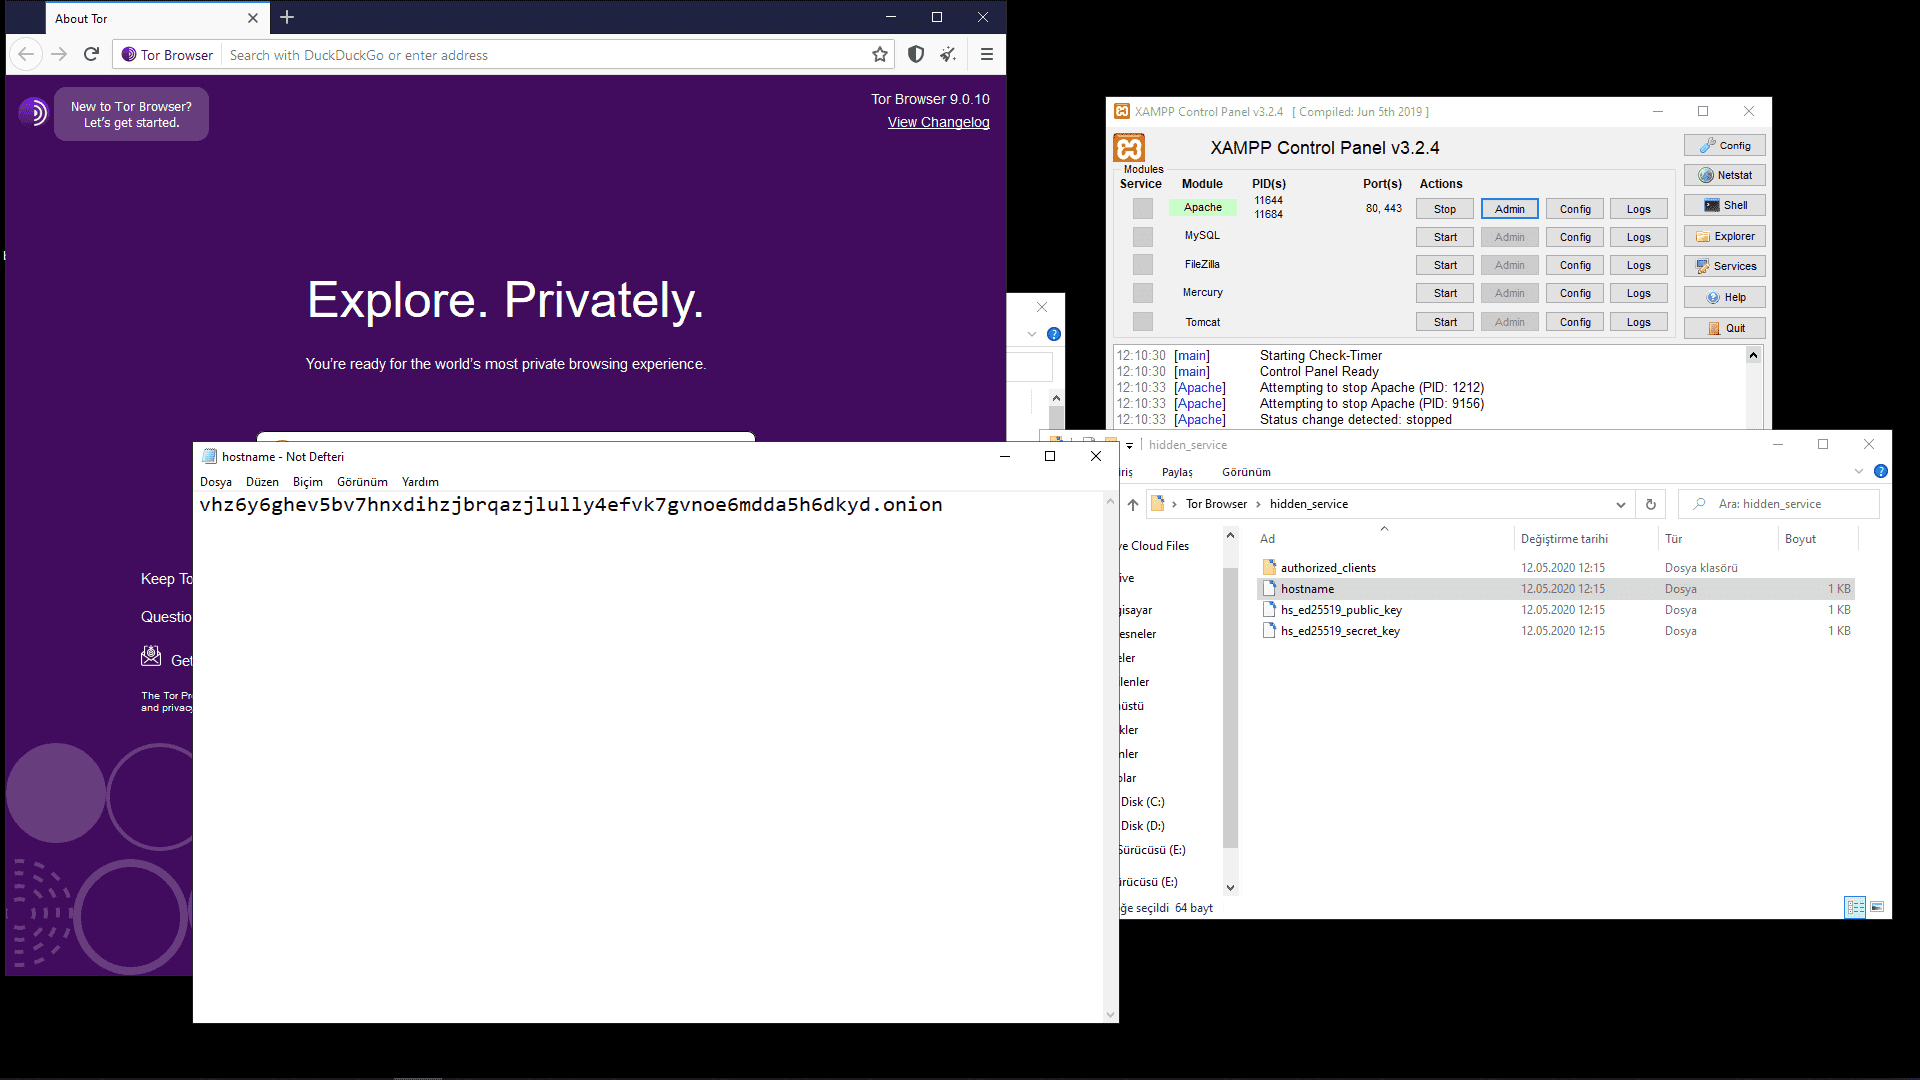 About Tor
Tor Browser
Search with DuckDuckGo or enter address
New to Tor Browser?
Let's get started.
Tor Browser 9.0.10
View Changelog
Explore. Privately.
You're ready for the world's most private browsing experience.
Keep To
Questio
Get
The Tor Pr
and privacy
hostname - Not Defteri
Dosya Düzen Biçim Görünüm Yardım
vhz6y6ghev5bv7hnxdihzjbrqazjlully4efvk7gvnoe6mdda5h6dkyd.onion
XAMPP Control Panel v3.2.4 [ Compiled: Jun 5th 2019 ]
XAMPP Control Panel v3.2.4
Modules
Service Module PID(s) Port(s) Actions
Apache 11644 11684 80, 443 Stop Admin Config Logs
MySQL Start Admin Config Logs
FileZilla Start Admin Config Logs
Mercury Start Admin Config Logs
Tomcat Start Admin Config Logs
Config
Netstat
Shell
Explorer
Services
Help
Quit
12:10:30 [main] Starting Check-Timer
12:10:30 [main] Control Panel Ready
12:10:33 [Apache] Attempting to stop Apache (PID: 1212)
12:10:33 [Apache] Attempting to stop Apache (PID: 9156)
12:10:33 [Apache] Status change detected: stopped
hidden_service
iriş Paylaş Görünüm
Tor Browser > hidden_service
Ara: hidden_service
Ad Değiştirme tarihi Tür Boyut
authorized_clients 12.05.2020 12:15 Dosya klasörü
hostname 12.05.2020 12:15 Dosya 1 KB
hs_ed25519_public_key 12.05.2020 12:15 Dosya 1 KB
hs_ed25519_secret_key 12.05.2020 12:15 Dosya 1 KB
ve Cloud Files
ive
gisayar
esneler
eler
lenler
üstü
kler
nler
olar
Disk (C:)
Disk (D:)
Sürücüsü (E:)
ürücüsü (E:)
ğe seçildi 64 bayt